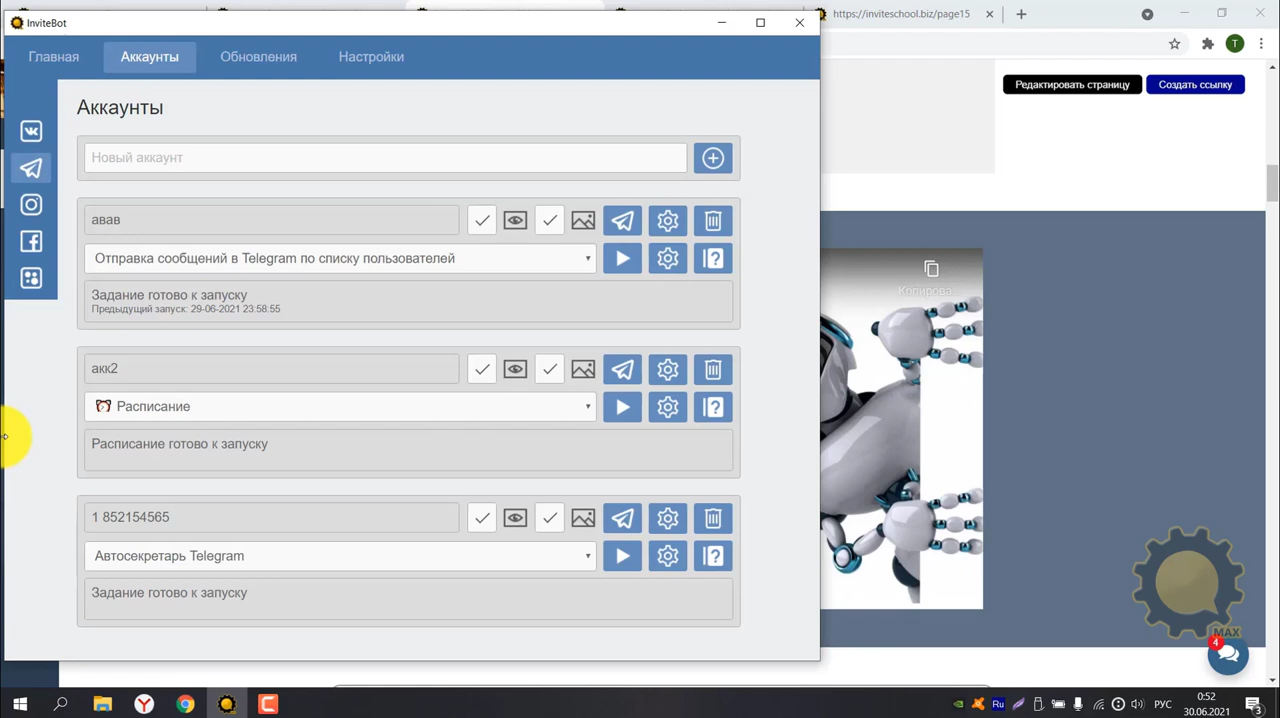 InviteBot
https://inviteschool.biz/page15
Главная
Аккаунты
Обновления
Настройки
T
Редактировать страницу
Создать ссылку
Аккаунты
Новый аккаунт
авав
Отправка сообщений в Telegram по списку пользователей
Задание готово к запуску
Предыдущий запуск: 29-06-2021 23:58:55
Копирова
акк2
Расписание
Расписание готово к запуску
1 852154565
Автосекретарь Telegram
Задание готово к запуску
MAX
4
Ru
РУС
0:52
30.06.2021
3